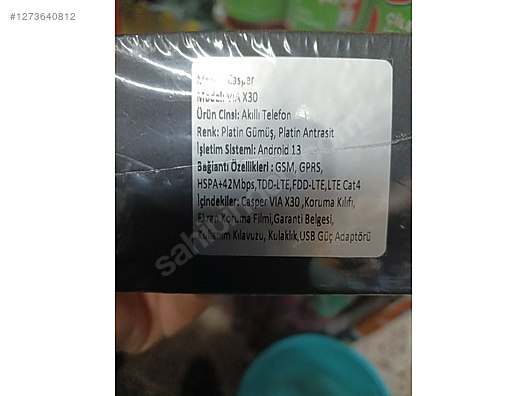 #1273640812
Marka: Casper
Model: VIA X30
Ürün Cinsi: Akıllı Telefon
Renk: Platin Gümüş, Platin Antrasit
İşletim Sistemi: Android 13
Bağlantı Özellikleri : GSM, GPRS,
HSPA+42Mbps,TDD-LTE,FDD-LTE,LTE Cat4
İçindekiler: Casper VIA X30 ,Koruma Kılıfı,
Ekran Koruma Filmi,Garanti Belgesi,
Kullanım Kılavuzu, Kulaklık,USB Güç Adaptörü